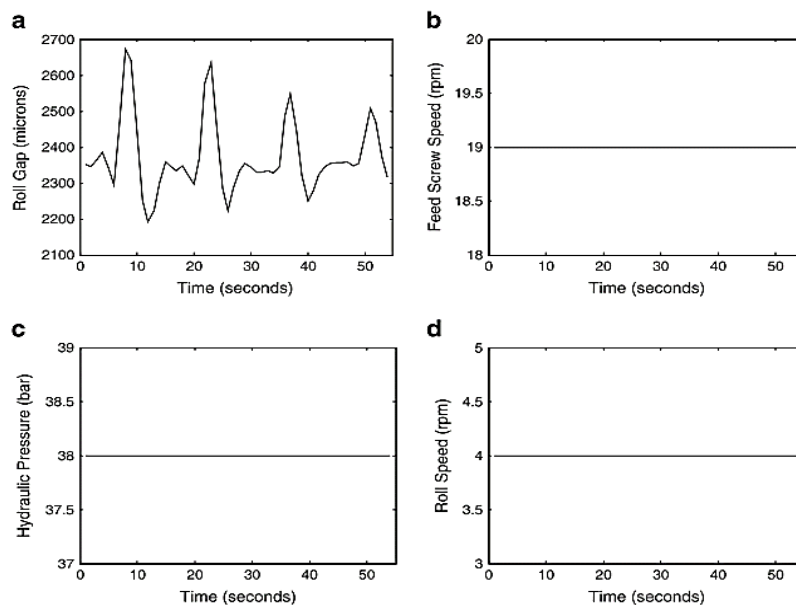 a
2700
2600
2500
2400
2300
2200
2100
Roll Gap (microns)
0 10 20 30 40 50
Time (seconds)
b
20
19.5
19
18.5
18
Feed Screw Speed (rpm)
0 10 20 30 40 50
Time (seconds)
c
39
38.5
38
37.5
37
Hydraulic Pressure (bar)
0 10 20 30 40 50
Time (seconds)
d
5
4.5
4
3.5
3
Roll Speed (rpm)
0 10 20 30 40 50
Time (seconds)